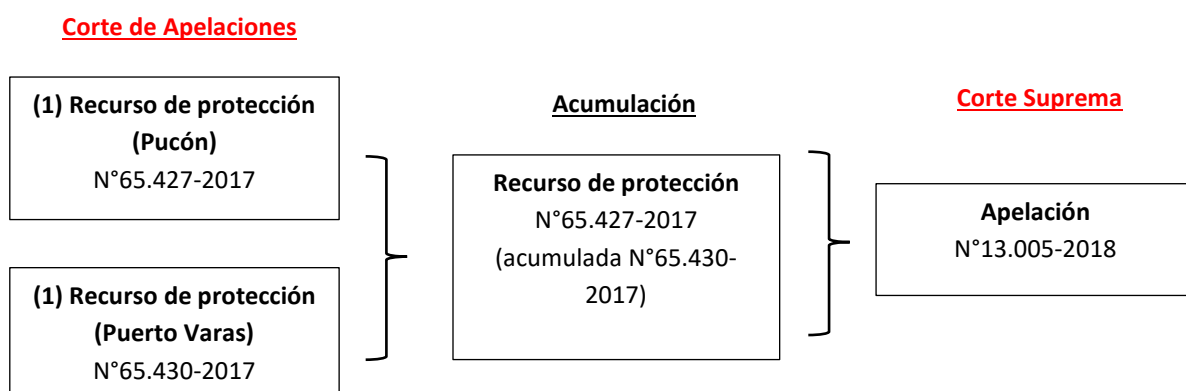 Corte de Apelaciones
(1) Recurso de protección
(Pucón)
N°65.427-2017
(1) Recurso de protección
(Puerto Varas)
N°65.430-2017
Acumulación
Recurso de protección
N°65.427-2017
(acumulada N°65.430-
2017)
Corte Suprema
Apelación
N°13.005-2018